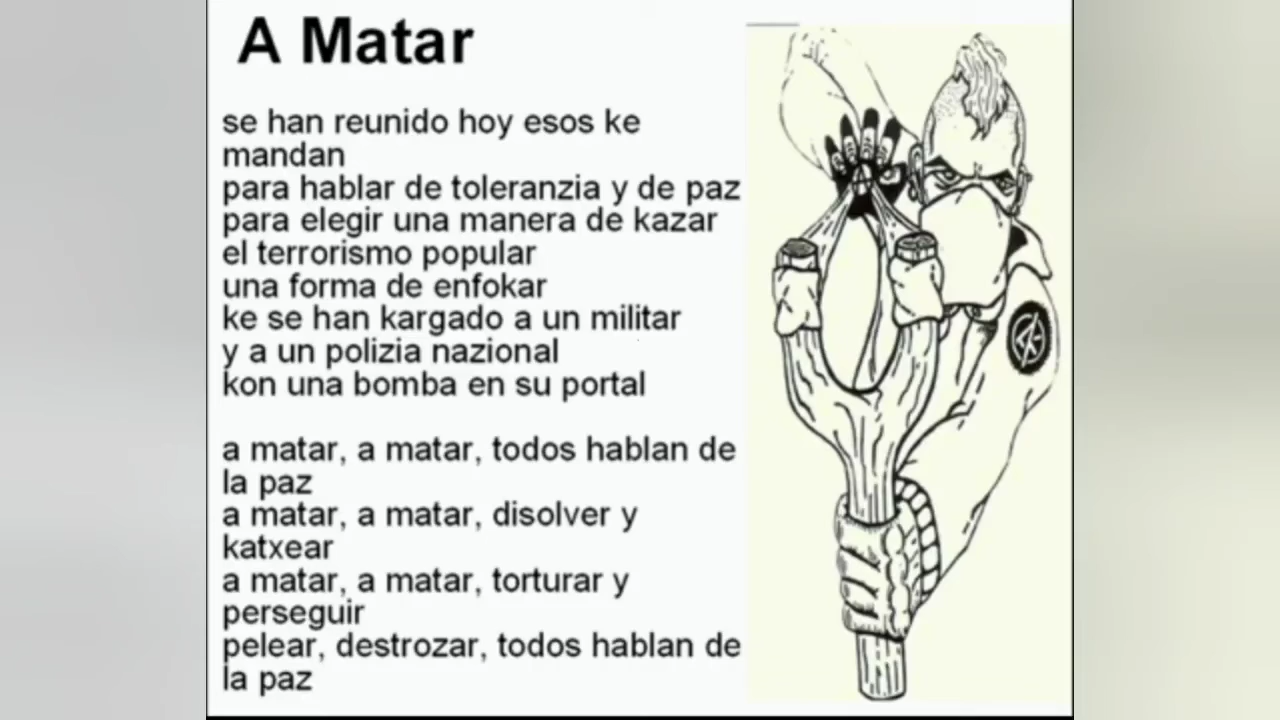 A Matar
se han reunido hoy esos ke
mandan
para hablar de toleranzia y de paz
para elegir una manera de kazar
el terrorismo popular
una forma de enfokar
ke se han kargado a un militar
y a un polizia nazional
kon una bomba en su portal
a matar, a matar, todos hablan de
la paz
a matar, a matar, disolver y
katxear
a matar, a matar, torturar y
perseguir
pelear, destrozar, todos hablan de
la paz